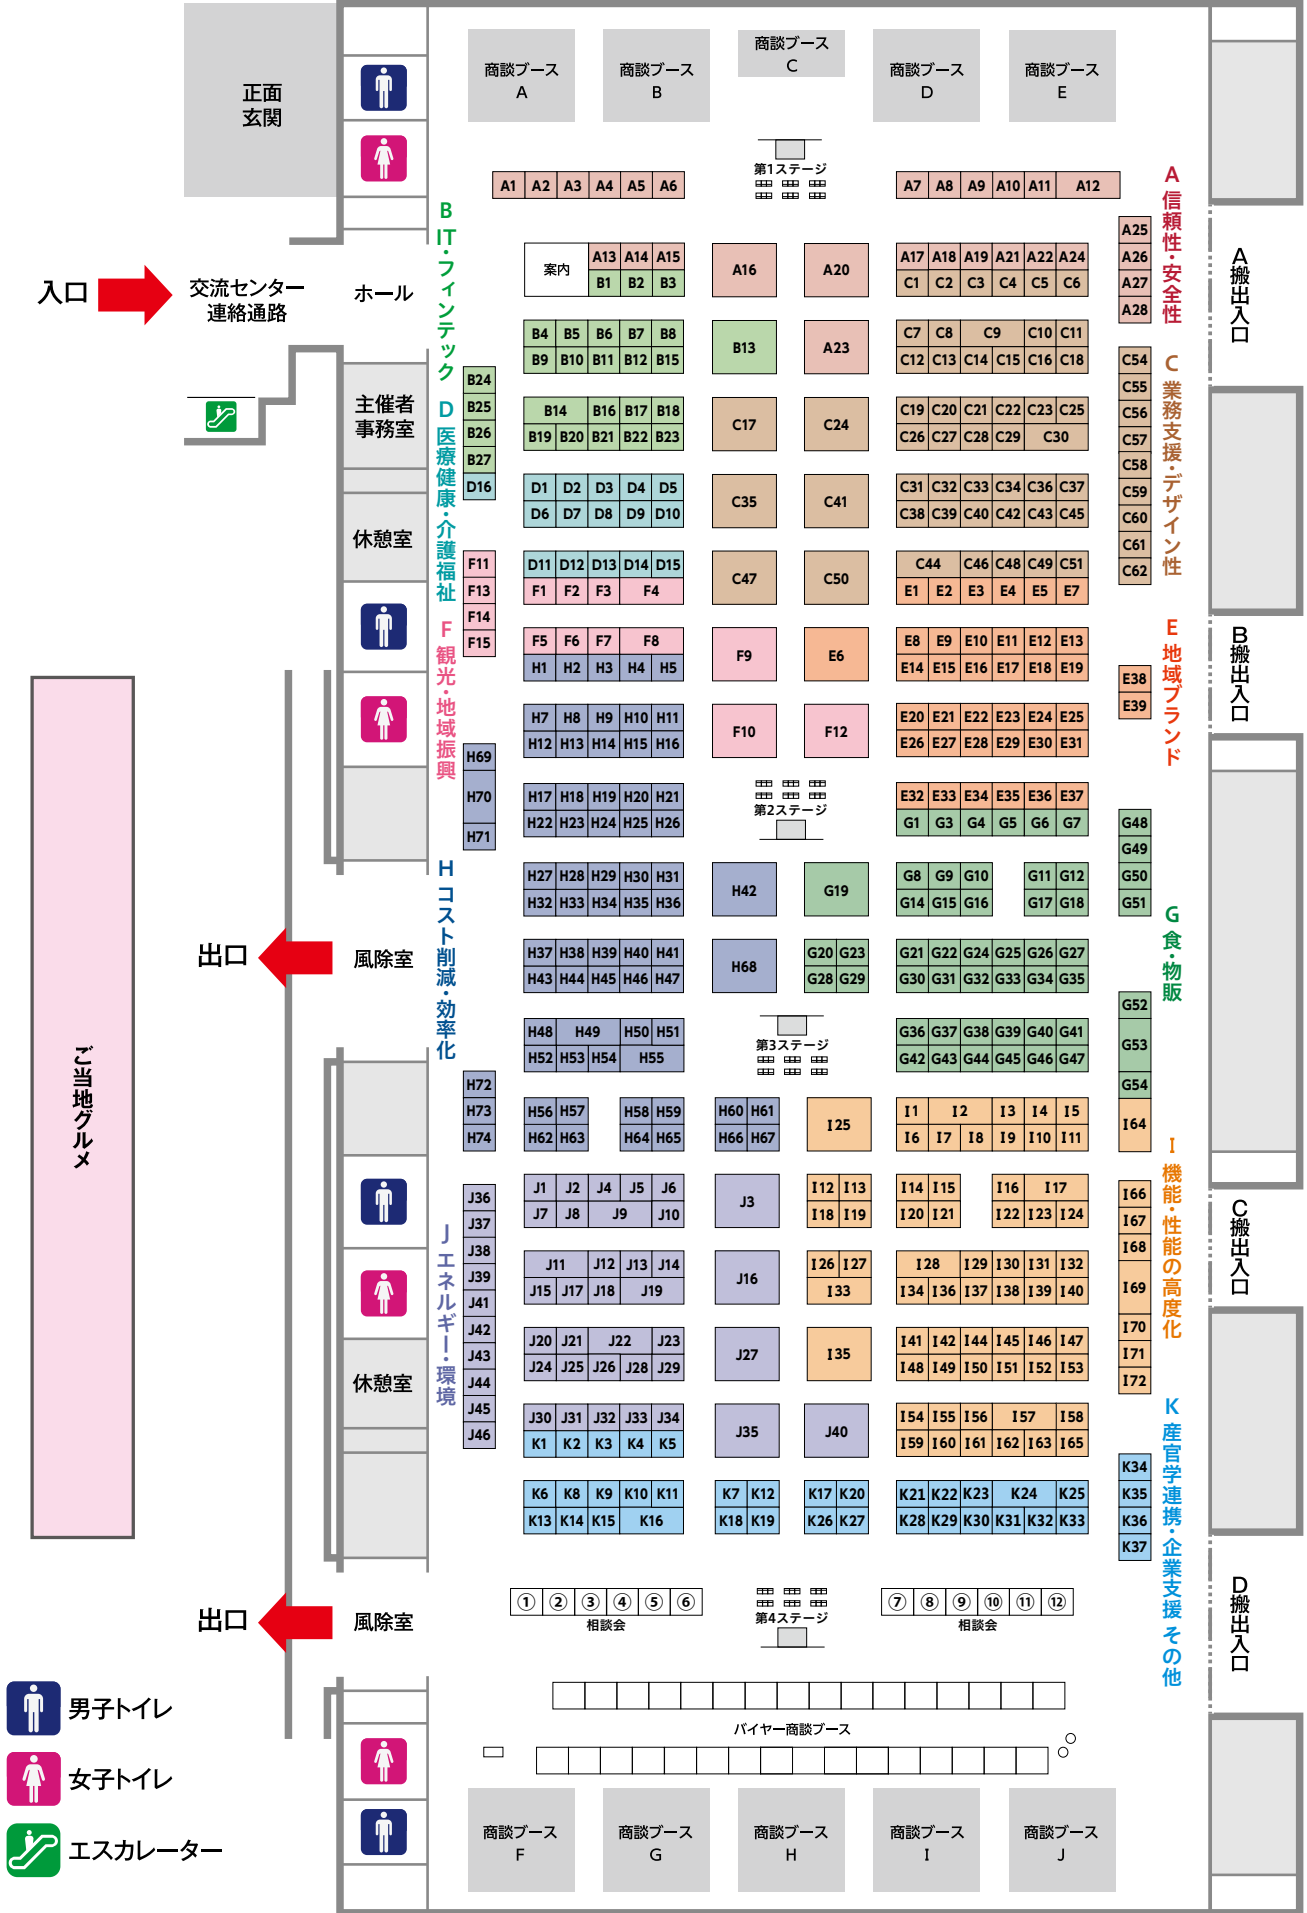 商談ブース
A
商談ブース
B
商談ブース
C
商談ブース
D
商談ブース
E
正面
玄関
第1ステージ
A1 A2 A3 A4 A5 A6
A7 A8 A9 A10 A11 A12
A 信頼性・安全性
A25
A26
A27
A28
B IT・フィンテック
入口
交流センター
連絡通路
ホール
案内
A13 A14 A15
B1 B2 B3
A16
A20
A17 A18 A19 A21 A22 A24
C1 C2 C3 C4 C5 C6
A搬出入口
B4 B5 B6 B7 B8
B9 B10 B11 B12 B15
B13
A23
C7 C8 C9 C10 C11
C12 C13 C14 C15 C16 C18
主催者
事務室
B24
B25
B26
B27
D16
B14 B16 B17 B18
B19 B20 B21 B22 B23
C17
C24
C19 C20 C21 C22 C23 C25
C26 C27 C28 C29 C30
C54
C55
C56
C57
C58
C59
C60
C61
C62
C 業務支援・デザイン性
D 医療健康・介護福祉
休憩室
D1 D2 D3 D4 D5
D6 D7 D8 D9 D10
C35
C41
C31 C32 C33 C34 C36 C37
C38 C39 C40 C42 C43 C45
F11
F13
F14
F15
D11 D12 D13 D14 D15
F1 F2 F3 F4
C47
C50
C44 C46 C48 C49 C51
E1 E2 E3 E4 E5 E7
F 観光・地域振興
F5 F6 F7 F8
H1 H2 H3 H4 H5
F9
E6
E8 E9 E10 E11 E12 E13
E14 E15 E16 E17 E18 E19
E38
E39
E 地域ブランド
B搬出入口
H7 H8 H9 H10 H11
H12 H13 H14 H15 H16
F10
F12
E20 E21 E22 E23 E24 E25
E26 E27 E28 E29 E30 E31
H69
H70
H71
H17 H18 H19 H20 H21
H22 H23 H24 H25 H26
第2ステージ
E32 E33 E34 E35 E36 E37
G1 G3 G4 G5 G6 G7
G48
G49
G50
G51
H コスト削減・効率化
H27 H28 H29 H30 H31
H32 H33 H34 H35 H36
H42
G19
G8 G9 G10 G11 G12
G14 G15 G16 G17 G18
G 食・物販
出口
風除室
H37 H38 H39 H40 H41
H43 H44 H45 H46 H47
H68
G20 G23
G28 G29
G21 G22 G24 G25 G26 G27
G30 G31 G32 G33 G34 G35
G52
G53
G54
I64
ご当地グルメ
H48 H49 H50 H51
H52 H53 H54 H55
第3ステージ
G36 G37 G38 G39 G40 G41
G42 G43 G44 G45 G46 G47
H72
H73
H74
H56 H57 H58 H59
H62 H63 H64 H65
H60 H61
H66 H67
I25
I1 I2 I3 I4 I5
I6 I7 I8 I9 I10 I11
I 機能・性能の高度化
J36
J37
J38
J39
J41
J42
J43
J44
J45
J46
J エネルギー・環境
J1 J2 J4 J5 J6
J7 J8 J9 J10
J3
I12 I13
I18 I19
I14 I15 I16 I17
I20 I21 I22 I23 I24
I66
I67
I68
I69
I70
I71
I72
C搬出入口
J11 J12 J13 J14
J15 J17 J18 J19
J16
I26 I27
I33
I28 I29 I30 I31 I32
I34 I36 I37 I38 I39 I40
休憩室
J20 J21 J22 J23
J24 J25 J26 J28 J29
J27
I35
I41 I42 I44 I45 I46 I47
I48 I49 I50 I51 I52 I53
J30 J31 J32 J33 J34
K1 K2 K3 K4 K5
J35
J40
I54 I55 I56 I57 I58
I59 I60 I61 I62 I63 I65
K 産官学連携・企業支援 その他
K34
K35
K36
K37
K6 K8 K9 K10 K11
K13 K14 K15 K16
K7 K12
K18 K19
K17 K20
K26 K27
K21 K22 K23 K24 K25
K28 K29 K30 K31 K32 K33
出口
風除室
① ② ③ ④ ⑤ ⑥
相談会
第4ステージ
⑦ ⑧ ⑨ ⑩ ⑪ ⑫
相談会
D搬出入口
バイヤー商談ブース
男子トイレ
女子トイレ
エスカレーター
商談ブース
F
商談ブース
G
商談ブース
H
商談ブース
I
商談ブース
J